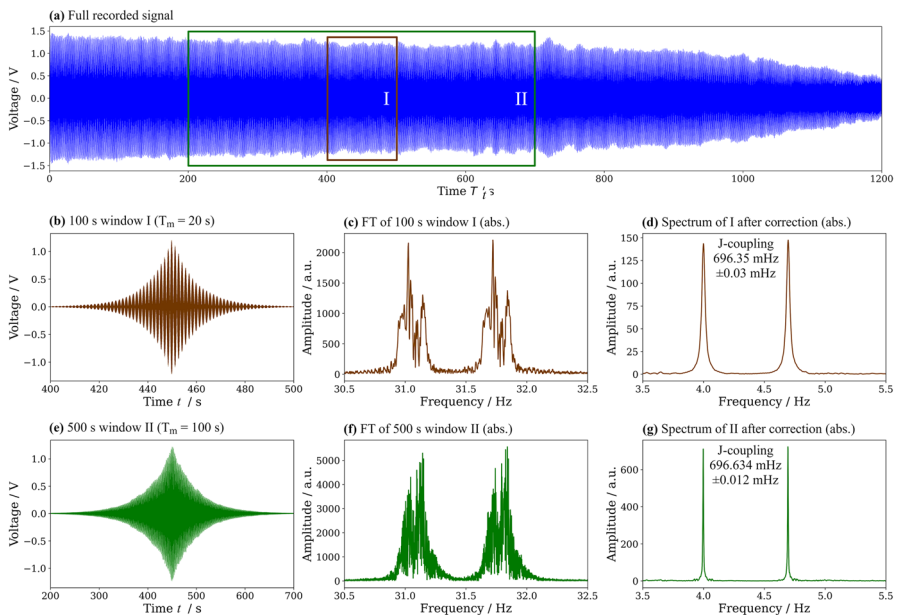 (a) Full recorded signal
Voltage / V
1.5
1.0
0.5
0.0
−0.5
−1.0
−1.5
I
II
0
200
400
600
800
1000
1200
(b) 100 s window I (Tm = 20 s)
Voltage / V
1.0
0.5
0.0
−0.5
−1.0
400
420
440
460
480
500
Time t / s
(c) FT of 100 s window I (abs.)
Amplitude / a.u.
2000
1500
1000
500
0
30.5
31.0
31.5
32.0
32.5
Frequency / Hz
(d) Spectrum of I after correction (abs.)
J-coupling
696.35 mHz
±0.03 mHz
Amplitude / a.u.
150
125
100
75
50
25
0
3.5
4.0
4.5
5.0
5.5
Frequency / Hz
(e) 500 s window II (Tm = 100 s)
Voltage / V
1.0
0.5
0.0
−0.5
−1.0
200
300
400
500
600
700
Time t / s
(f) FT of 500 s window II (abs.)
Amplitude / a.u.
5000
4000
3000
2000
1000
0
30.5
31.0
31.5
32.0
32.5
Frequency / Hz
(g) Spectrum of II after correction (abs.)
J-coupling
696.634 mHz
±0.012 mHz
Amplitude / a.u.
600
400
200
0
3.5
4.0
4.5
5.0
5.5
Frequency / Hz